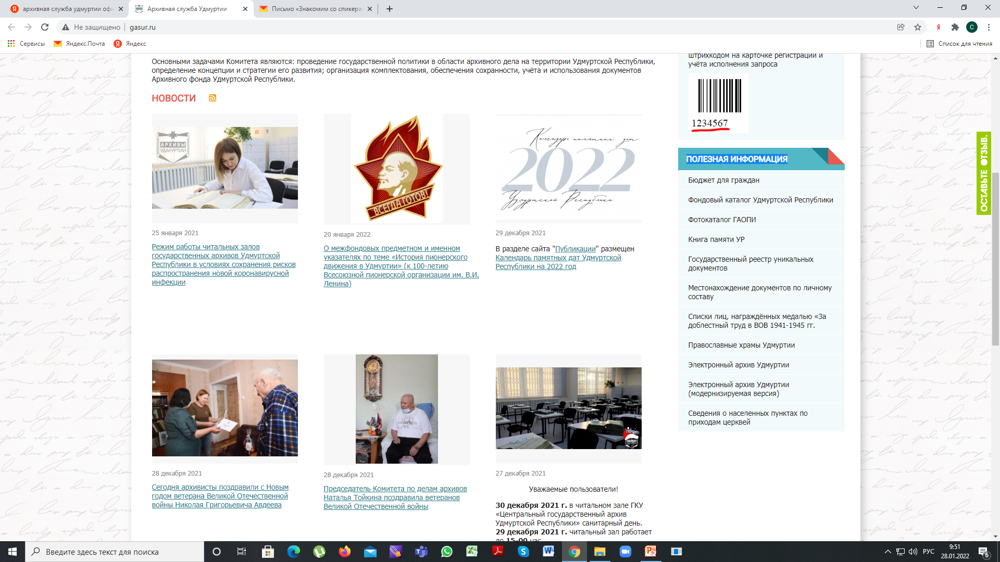 архивная служба удмуртии офи
Архивная служба Удмуртии
Письмо «Знакомим со спикера
Не защищено
gasur.ru
Я
С
Сервисы
Яндекс.Почта
Яндекс
Список для чтения
Основными задачами Комитета являются: проведение государственной политики в области архивного дела на территории Удмуртской Республики,
определение концепции и стратегии его развития; организация комплектования, обеспечения сохранности, учёта и использования документов
Архивного фонда Удмуртской Республики.
НОВОСТИ
АРХИВЫ
УДМУРТИИ
25 января 2021
Режим работы читальных залов
государственных архивов Удмуртской
Республики в условиях сохранения рисков
распространения новой коронавирусной
инфекции
ВСЕГДА ГОТОВ!
20 января 2022
О межфондовых предметном и именном
указателях по теме «История пионерского
движения в Удмуртии» (к 100-летию
Всесоюзной пионерской организации им. В.И.
Ленина)
Календарь памятных дат
2022
Удмуртской Республики
29 декабря 2021
В разделе сайта "Публикации" размещен
Календарь памятных дат Удмуртской
Республики на 2022 год
28 декабря 2021
Сегодня архивисты поздравили с Новым
годом ветерана Великой Отечественной
войны Николая Григорьевича Авдеева
28 декабря 2021
Председатель Комитета по делам архивов
Наталья Тойкина поздравила ветеранов
Великой Отечественной войны
27 декабря 2021
Уважаемые пользователи!
30 декабря 2021 г. в читальном зале ГКУ
«Центральный государственный архив
Удмуртской Республики» санитарный день.
29 декабря 2021 г. читальный зал работает
до 15-00 час
штрихкодом на карточке регистрации и
учёта исполнения запроса
1234567
ПОЛЕЗНАЯ ИНФОРМАЦИЯ
Бюджет для граждан
Фондовый каталог Удмуртской Республики
Фотокаталог ГАОПИ
Книга памяти УР
Государственный реестр уникальных
документов
Местонахождение документов по личному
составу
Списки лиц, награждённых медалью «За
доблестный труд в ВОВ 1941-1945 гг.
Православные храмы Удмуртии
Электронный архив Удмуртии
Электронный архив Удмуртии
(модернизируемая версия)
Сведения о населенных пунктах по
приходам церквей
ОСТАВЬТЕ ОТЗЫВ.
Введите здесь текст для поиска
РУС
9:51
28.01.2022
6